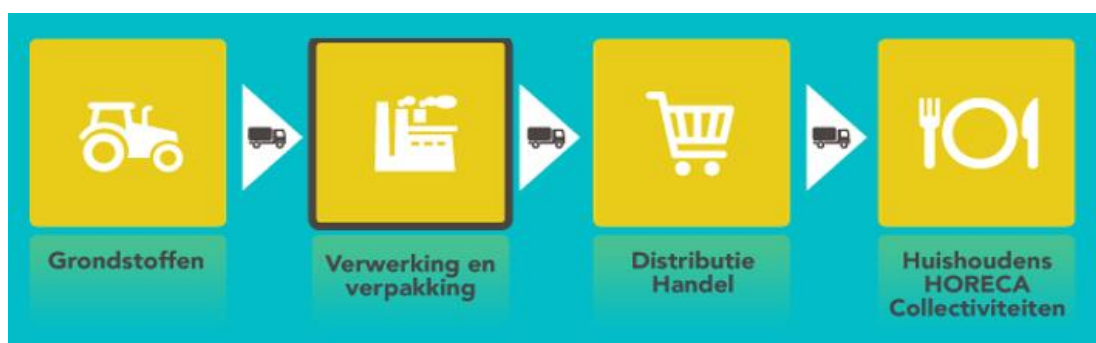 Grondstoffen
Verwerking en
verpakking
Distributie
Handel
Huishoudens
HORECA
Collectiviteiten